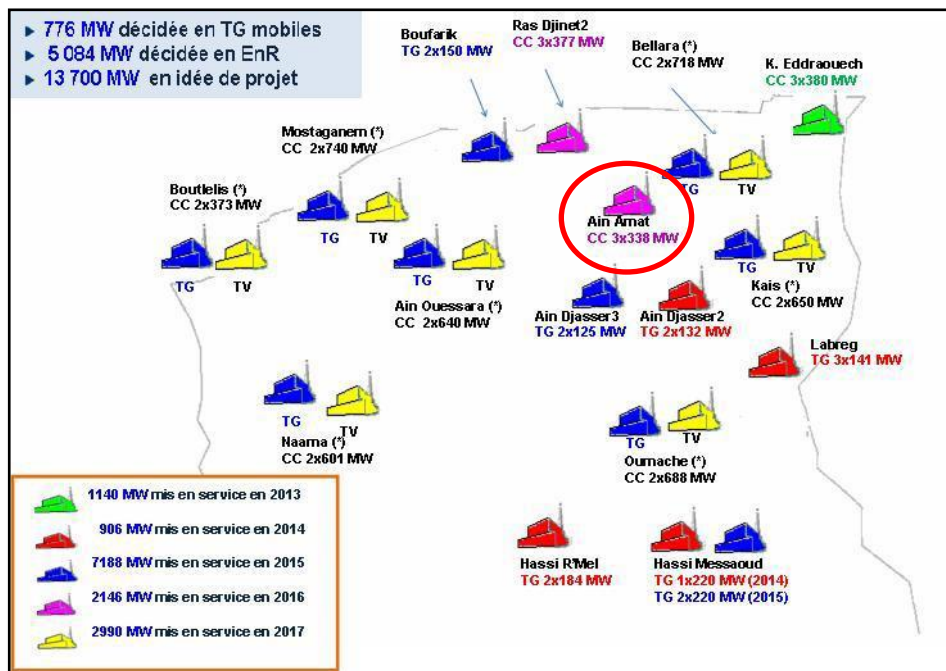 776 MW décidée en TG mobiles
5 084 MW décidée en EnR
13 700 MW en idée de projet
Boufarik
TG 2x150 MW
Ras Djinet2
CC 3x377 MW
Bellara (*)
CC 2x718 MW
K. Eddraouech
CC 3x380 MW
Mostaganem (*)
CC 2x740 MW
TG
TV
Boutlelis (*)
CC 2x373 MW
TG
TV
TG
TV
Ain Arnat
CC 3x338 MW
TG
TV
Ain Ouessara (*)
CC 2x640 MW
TG
TV
Kais (*)
CC 2x650 MW
Ain Djasser3
TG 2x125 MW
Ain Djasser2
TG 2x132 MW
Labreg
TG 3x141 MW
TG
TV
Naama (*)
CC 2x601 MW
TG
TV
Oumache (*)
CC 2x688 MW
Hassi R'Mel
TG 2x184 MW
Hassi Messaoud
TG 1x220 MW (2014)
TG 2x220 MW (2015)
1140 MW mis en service en 2013
906 MW mis en service en 2014
7188 MW mis en service en 2015
2146 MW mis en service en 2016
2990 MW mis en service en 2017